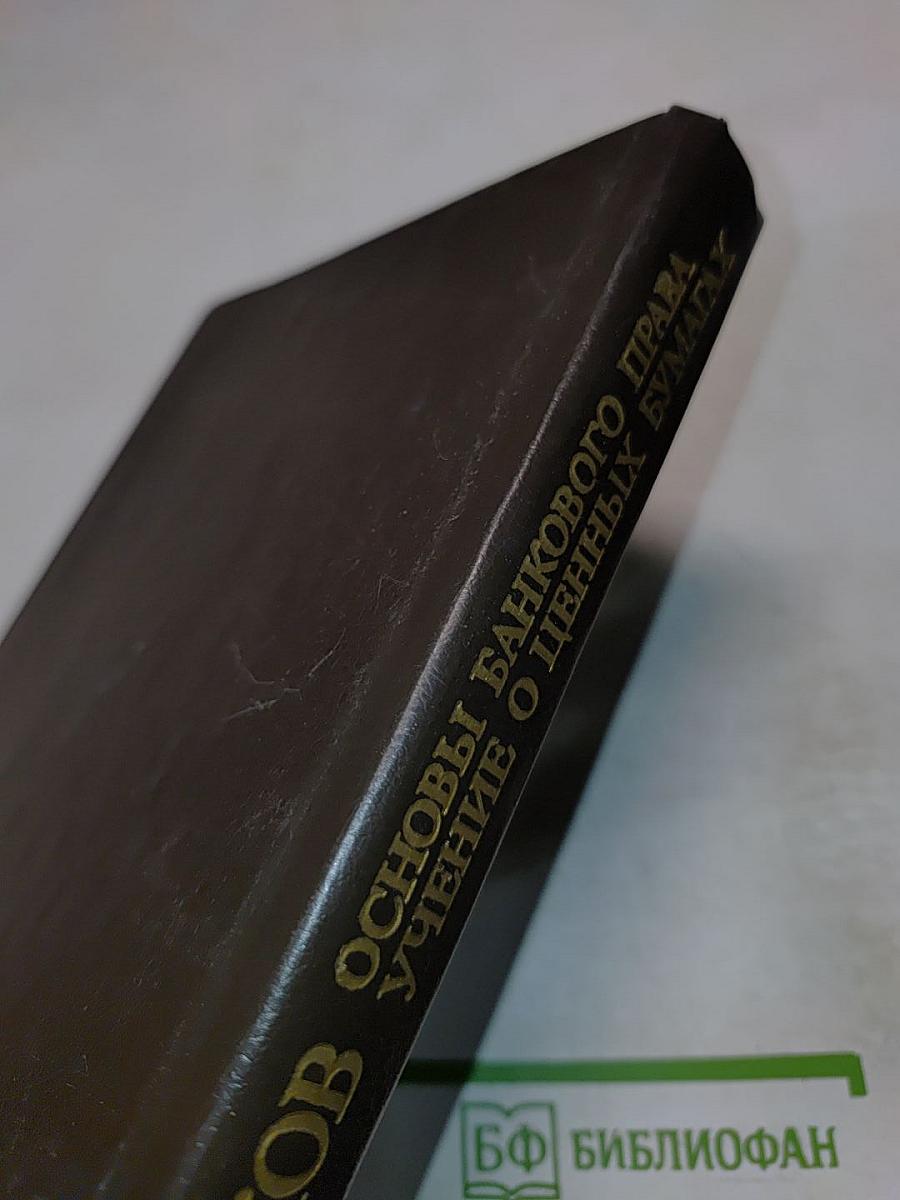 ОСНОВЫ БАНКОВОГО ПРАВА
УЧЕНИЕ О ЦЕННЫХ БУМАГАХ
БФ БИБЛИОФАН